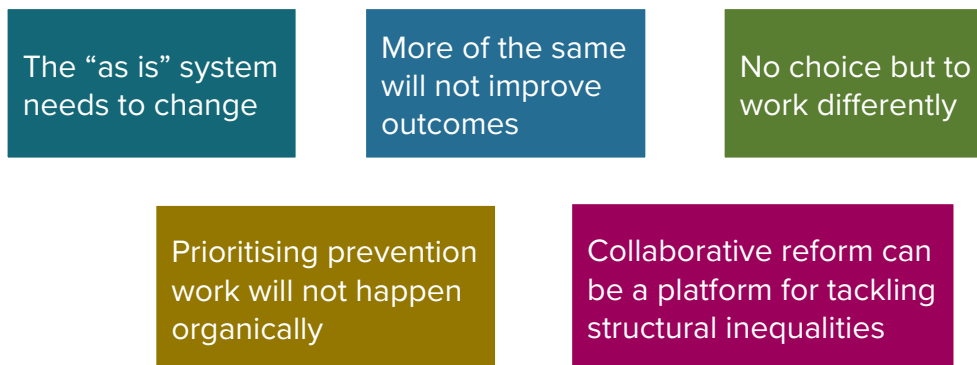 The “as is” system
needs to change
More of the same
will not improve
outcomes
No choice but to
work differently
Prioritising prevention
work will not happen
organically
Collaborative reform can
be a platform for tackling
structural inequalities